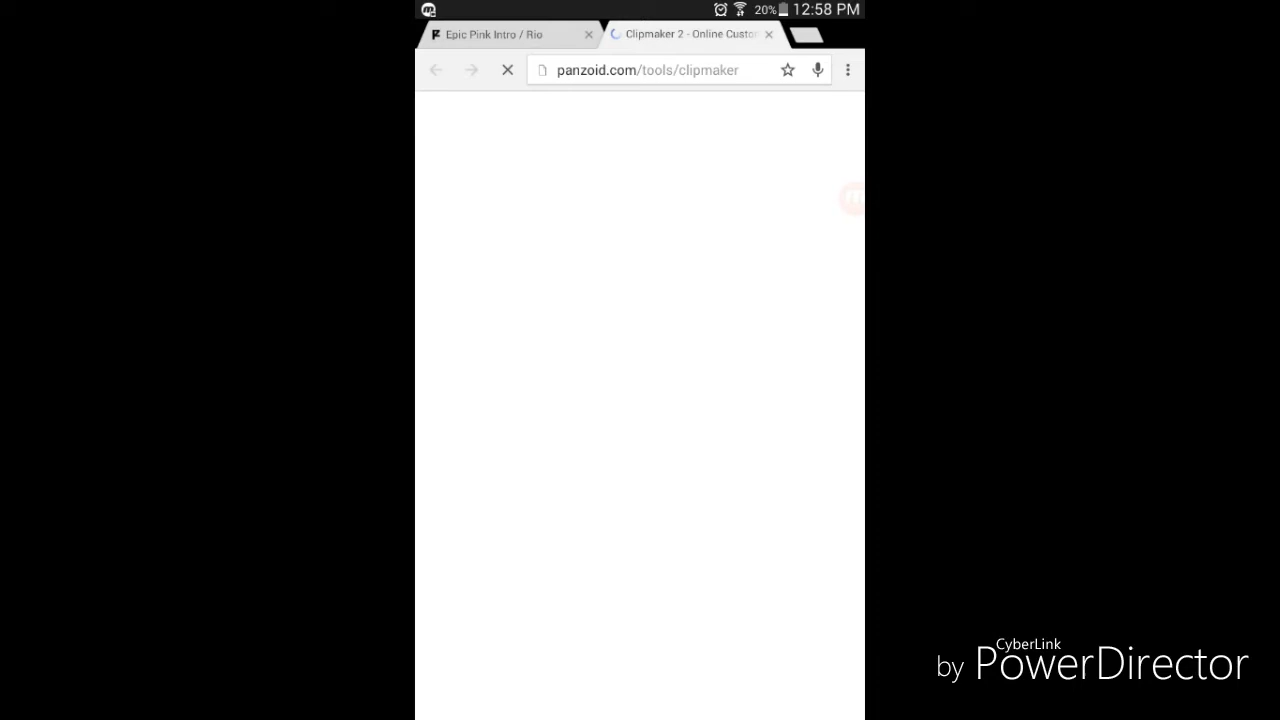 20% 12:58 PM
Epic Pink Intro / Rio
Clipmaker 2 - Online Custo
panzoid.com/tools/clipmaker
CyberLink
by PowerDirector